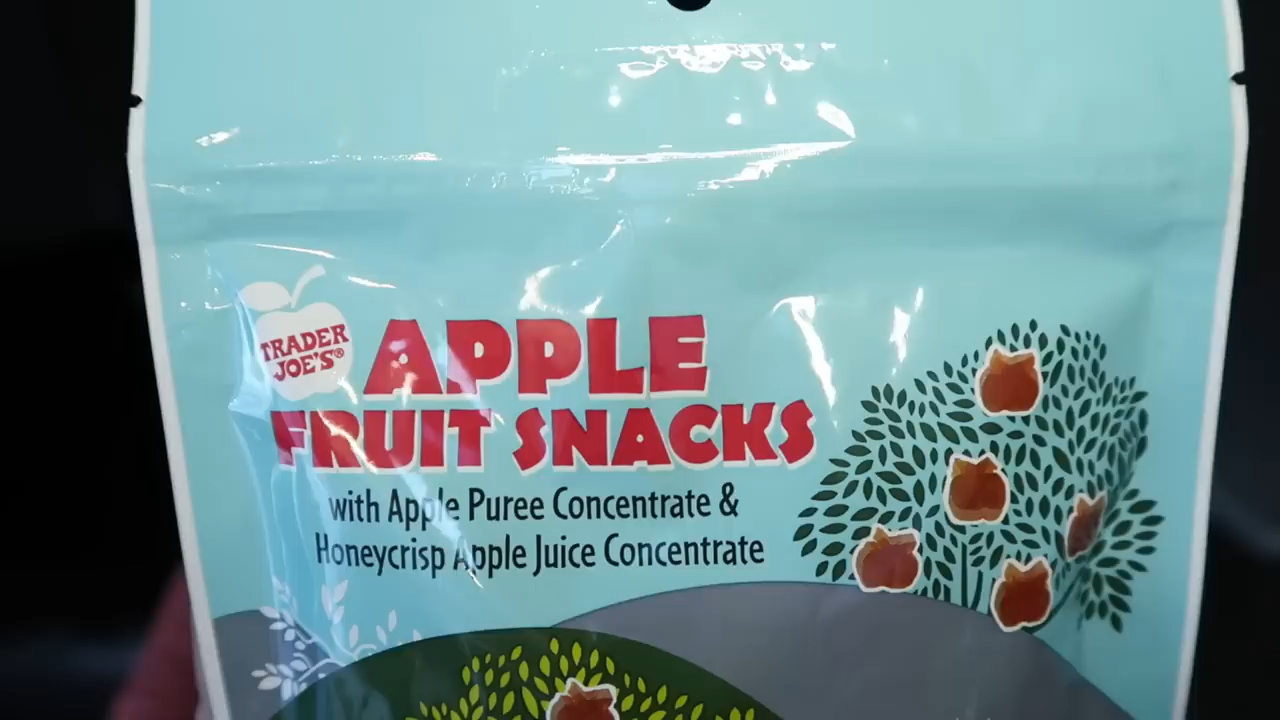 TRADER
JOE'S®
APPLE
FRUIT SNACKS
with Apple Puree Concentrate &
Honeycrisp Apple Juice Concentrate